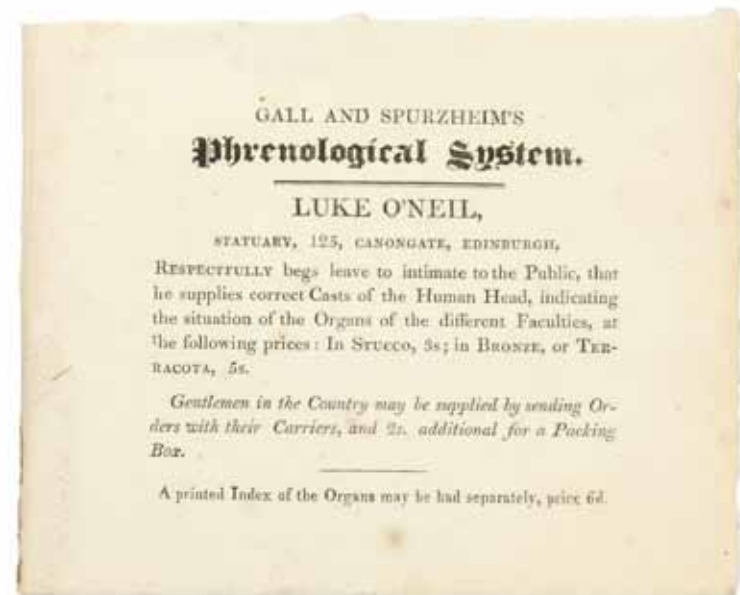 GALL AND SPURZHEIM'S
Phrenological System.
LUKE O'NEIL,
STATUARY, 125, CANONGATE, EDINBURGH,
RESPECTFULLY begs leave to intimate to the Public, that
he supplies correct Casts of the Human Head, indicating
the situation of the Organs of the different Faculties, at
the following prices: In STUCCO, 3s; in BRONZE, or TER-
RACOTA, 5s.
Gentlemen in the Country may be supplied by sending Or-
ders with their Carriers, and 2s. additional for a Packing
Box.
A printed Index of the Organs may be had separately, price 6d.